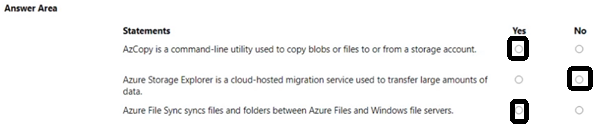 Answer Area
Statements Yes No
AzCopy is a command-line utility used to copy blobs or files to or from a storage account.
Azure Storage Explorer is a cloud-hosted migration service used to transfer large amounts of
data.
Azure File Sync syncs files and folders between Azure Files and Windows file servers.